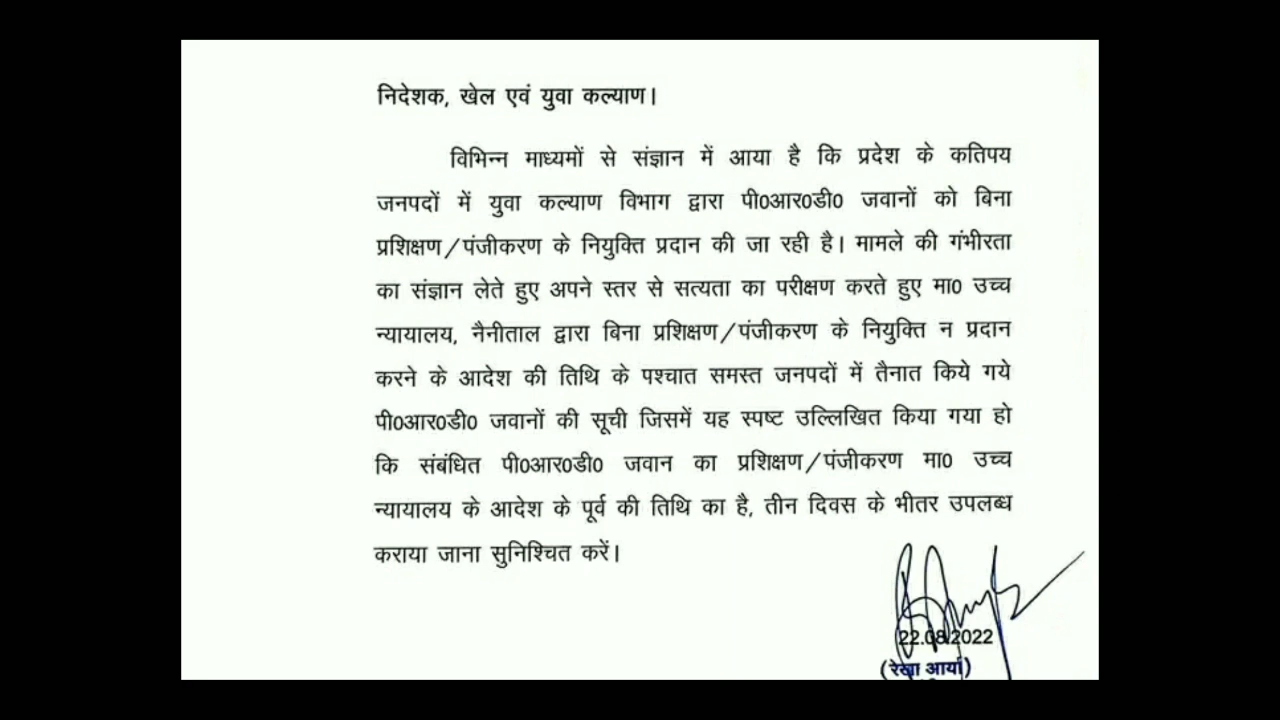 निदेशक, खेल एवं युवा कल्याण।
विभिन्न माध्यमों से संज्ञान में आया है कि प्रदेश के कतिपय
जनपदों में युवा कल्याण विभाग द्वारा पी0आर0डी0 जवानों को बिना
प्रशिक्षण/पंजीकरण के नियुक्ति प्रदान की जा रही है। मामले की गंभीरता
का संज्ञान लेते हुए अपने स्तर से सत्यता का परीक्षण करते हुए मा0 उच्च
न्यायालय, नैनीताल द्वारा बिना प्रशिक्षण/पंजीकरण के नियुक्ति न प्रदान
करने के आदेश की तिथि के पश्चात समस्त जनपदों में तैनात किये गये
पी0आर0डी0 जवानों की सूची जिसमें यह स्पष्ट उल्लिखित किया गया हो
कि संबंधित पी0आर0डी0 जवान का प्रशिक्षण/पंजीकरण मा0 उच्च
न्यायालय के आदेश के पूर्व की तिथि का है, तीन दिवस के भीतर उपलब्ध
कराया जाना सुनिश्चित करें।
22.08.2022
(रेखा आर्या)